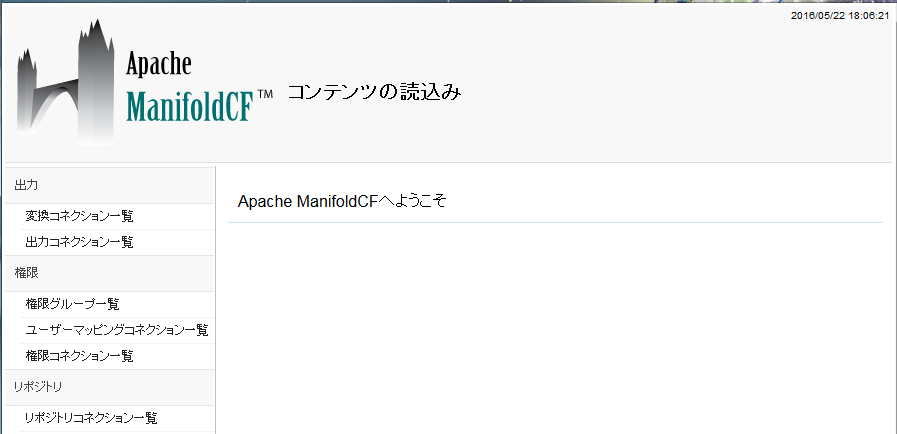 2016/05/22 18:06:21
Apache
ManifoldCF™ コンテンツの読込み
出力
変換コネクション一覧
出力コネクション一覧
権限
権限グループ一覧
ユーザーマッピングコネクション一覧
権限コネクション一覧
リポジトリ
リポジトリコネクション一覧
Apache ManifoldCFへようこそ